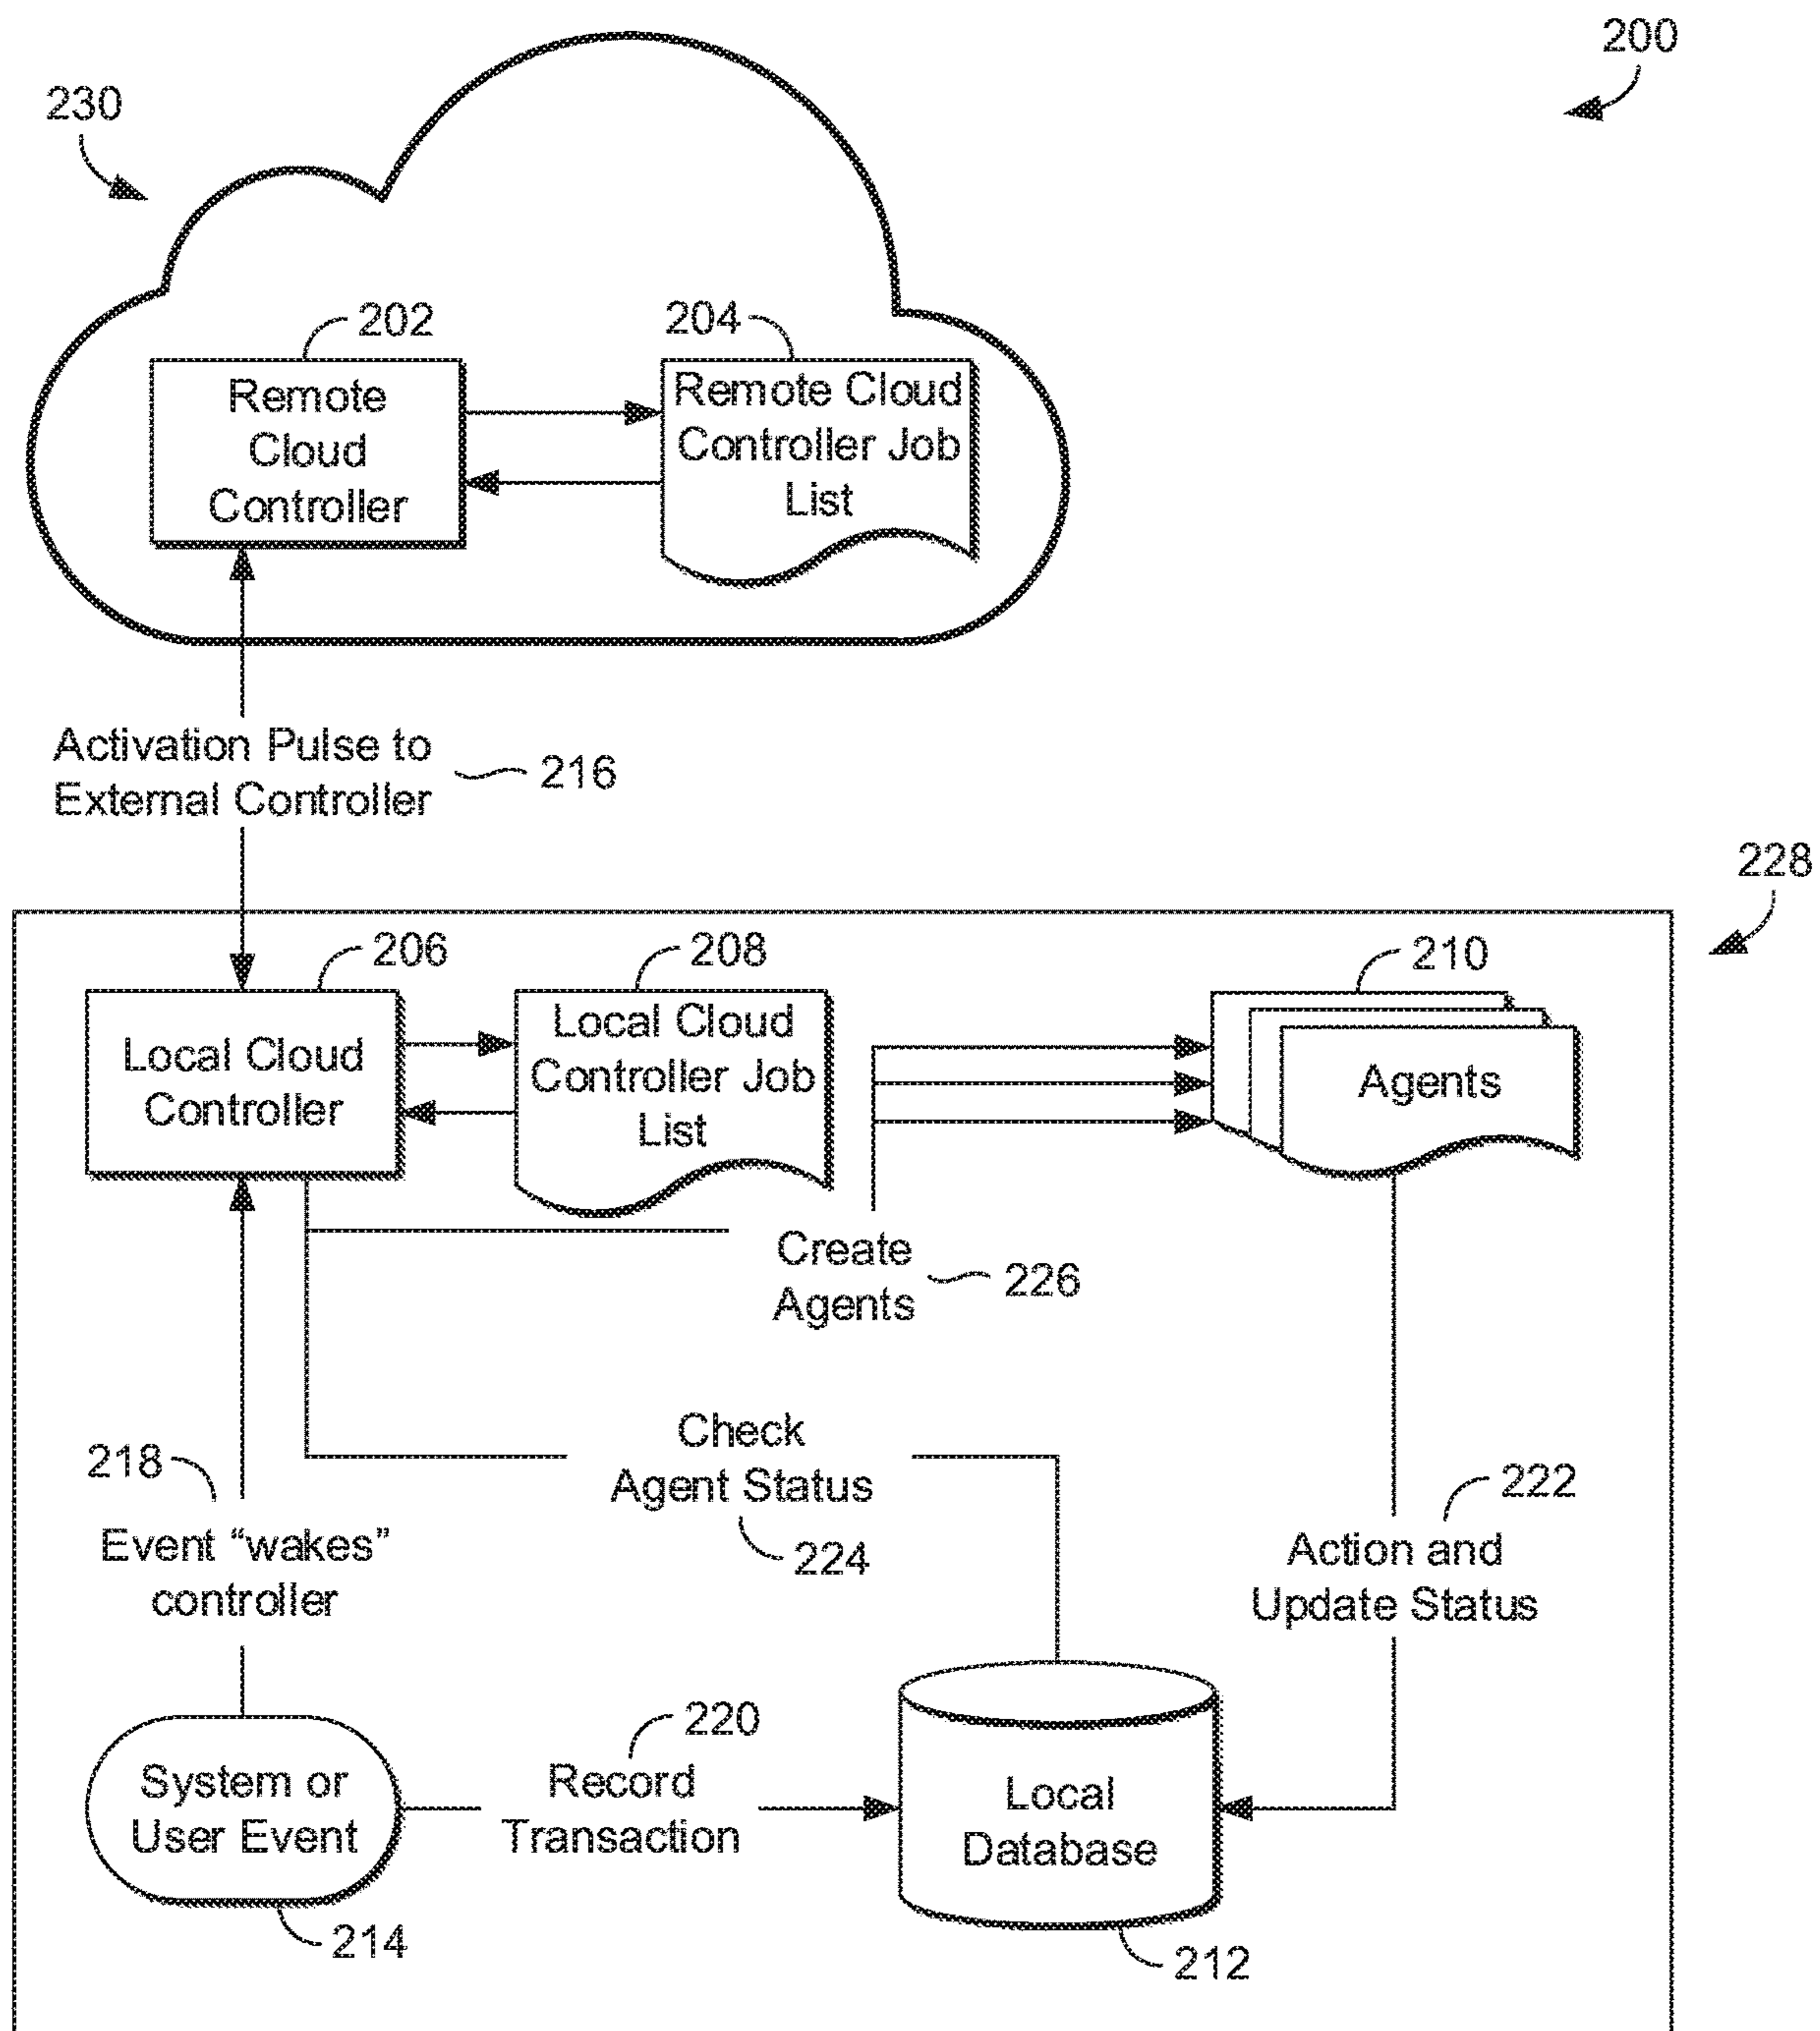 200
230
202
204
Remote
Cloud
Controller
Remote Cloud
Controller Job
List
Activation Pulse to
External Controller
216
228
206
208
210
Local Cloud
Controller
Local Cloud
Controller Job
List
Agents
Create
Agents
226
218
Check
Agent Status
224
222
Event “wakes”
controller
Action and
Update Status
220
System or
User Event
Record
Transaction
Local
Database
214
212